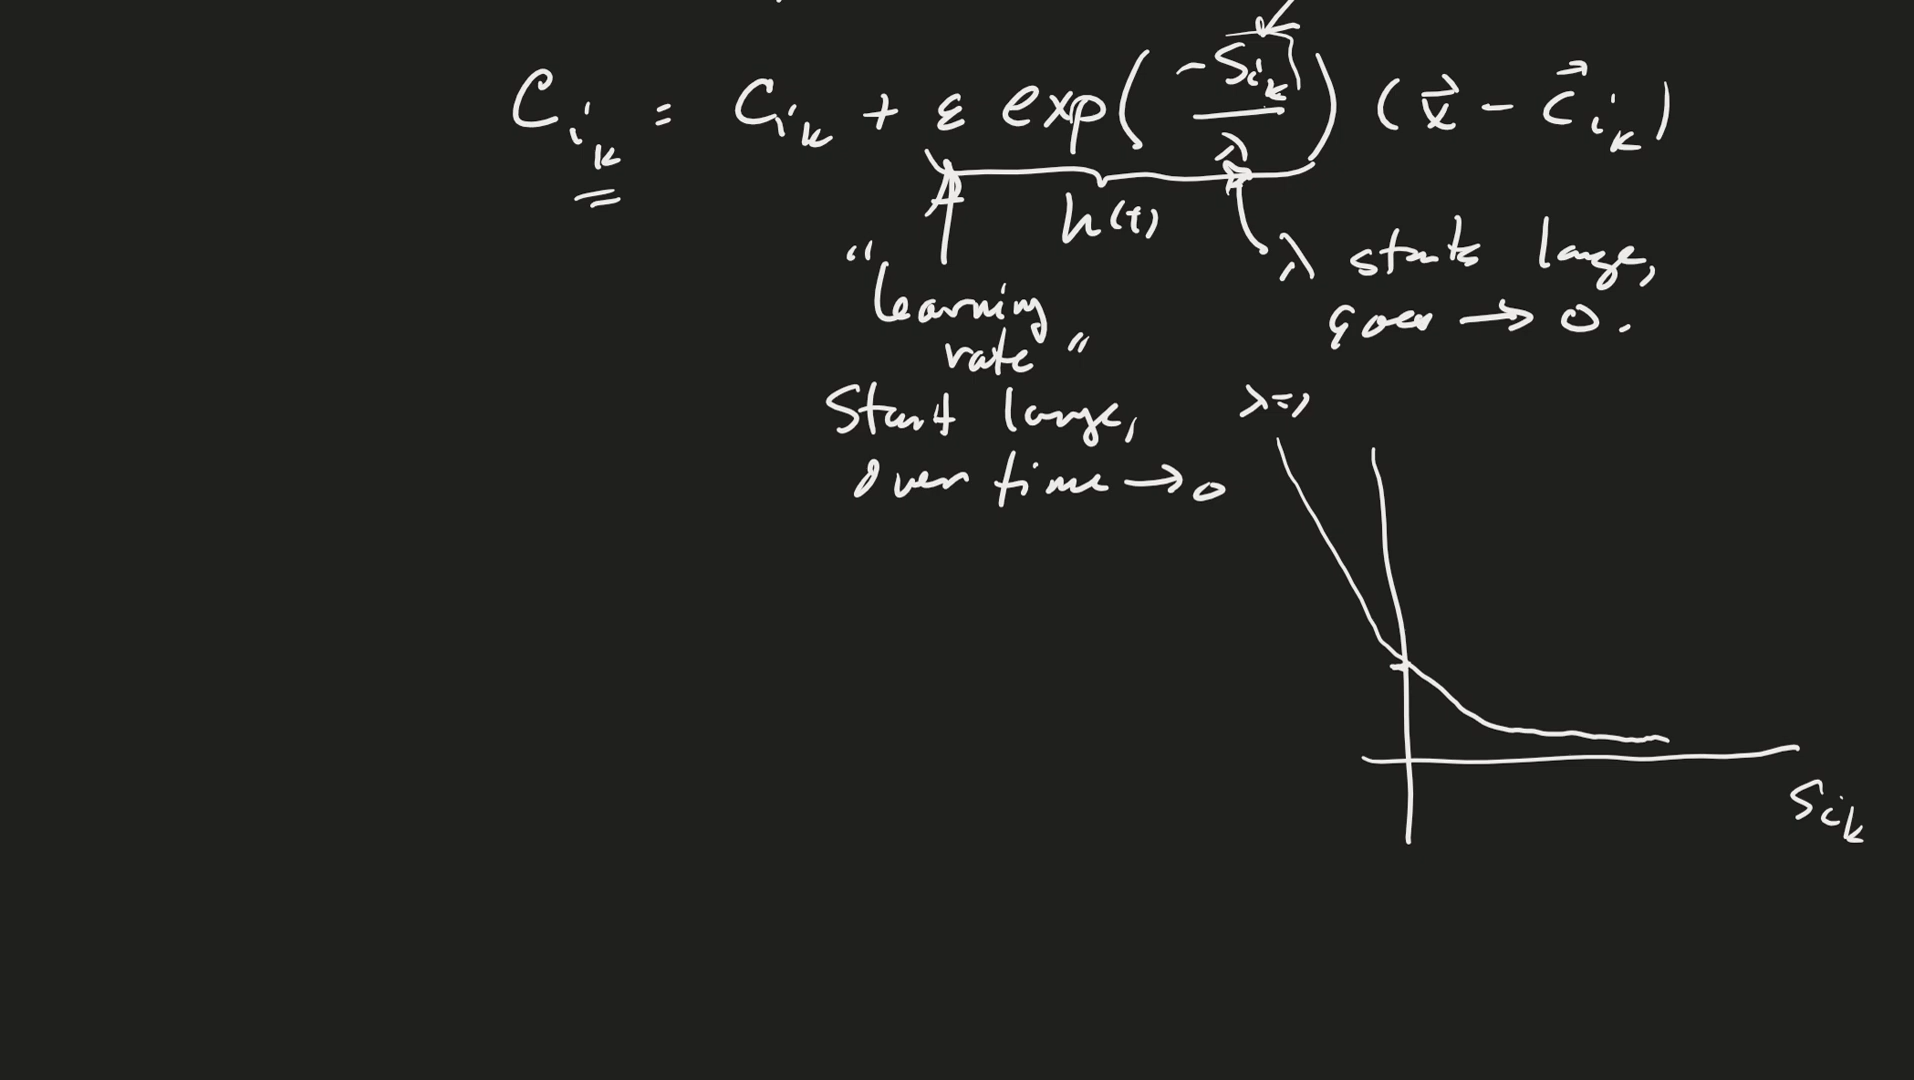 C_{i_k} = C_{i_k} + ε exp(-S_{i_k}/λ) (x⃗ - c⃗_{i_k})
h(t)
"learning
rate"
Start large,
over time → 0
λ starts large,
goes → 0.
λ=1
S_{i_k}